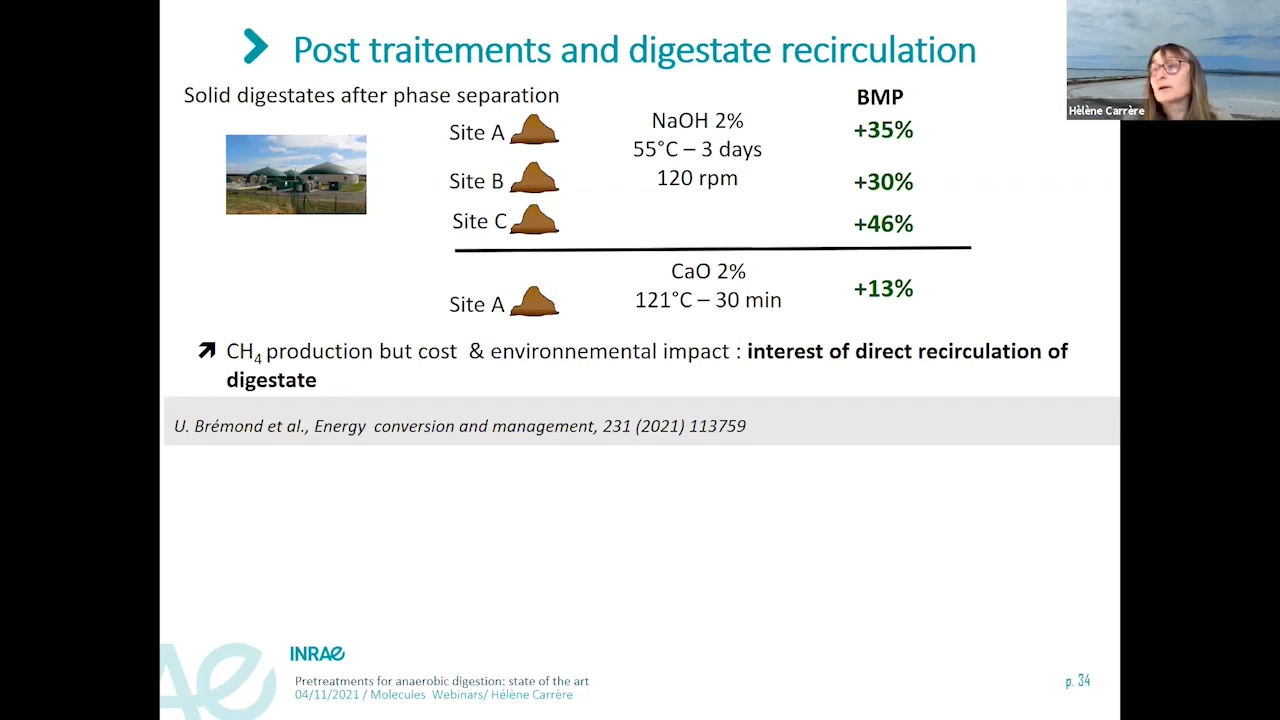 Post traitements and digestate recirculation
Solid digestates after phase separation
BMP
Site A
NaOH 2%
+35%
55°C – 3 days
Site B
120 rpm
+30%
Site C
+46%
CaO 2%
Site A
121°C – 30 min
+13%
CH4 production but cost & environnemental impact : interest of direct recirculation of
digestate
U. Brémond et al., Energy conversion and management, 231 (2021) 113759
INRAE
Pretreatments for anaerobic digestion: state of the art
04/11/2021 / Molecules Webinars/ Hélène Carrère
p. 34
Hélène Carrère